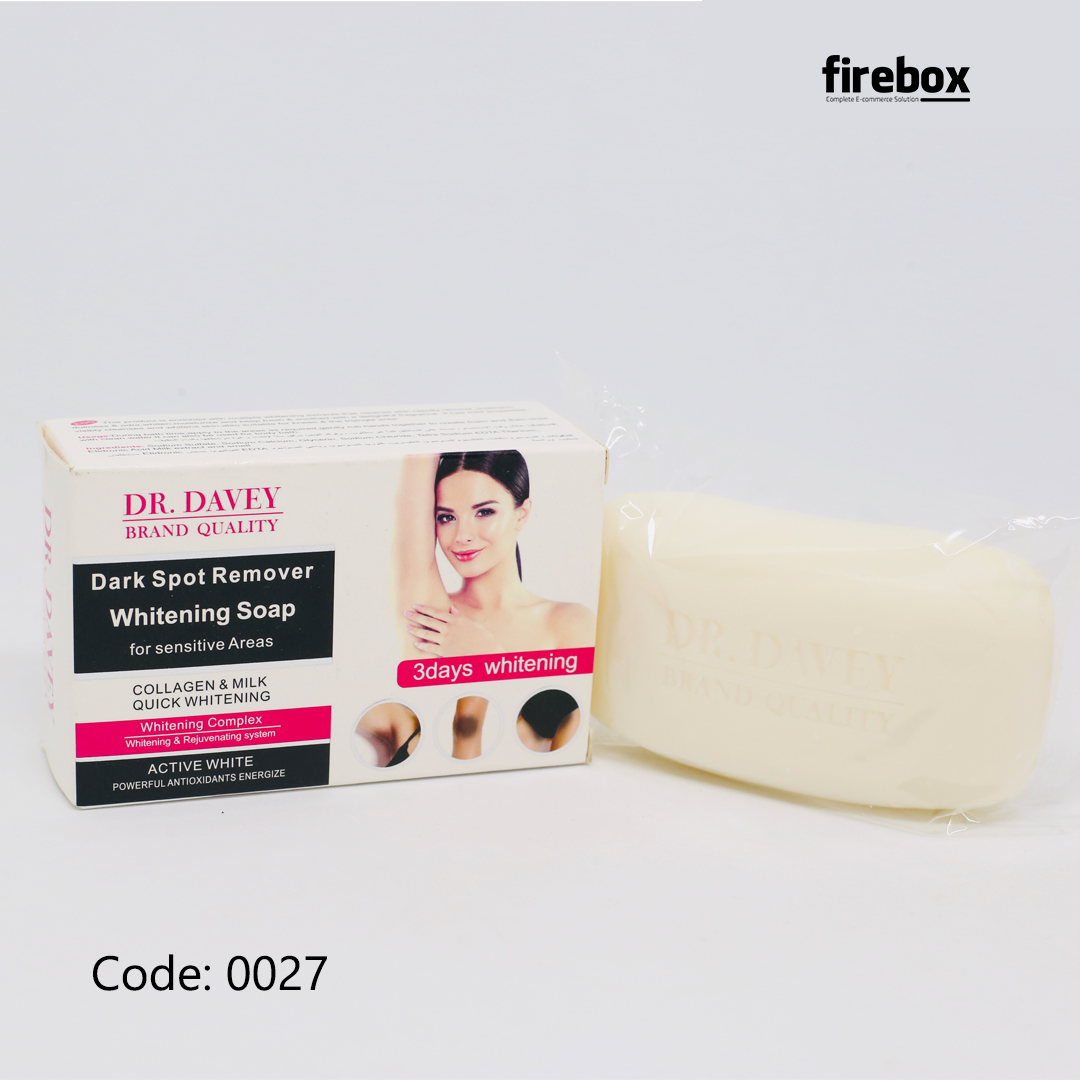 firebox
Complete E-commerce Solution
DR. DAVEY
BRAND QUALITY
Dark Spot Remover
Whitening Soap
for sensitive Areas
COLLAGEN & MILK
QUICK WHITENING
Whitening Complex
Whitening & Rejuvenating system
ACTIVE WHITE
POWERFUL ANTIOXIDANTS ENERGIZE
3days whitening
DR. DAVEY
DR. DAVEY
BRAND QUALITY
Code: 0027